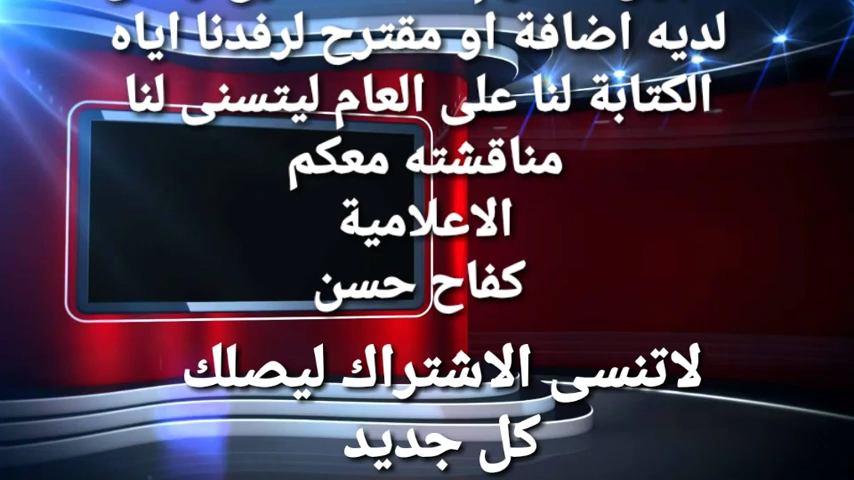 لديه اضافة او مقترح لرفدنا اياه
الكتابة لنا على العام ليتسنى لنا
مناقشته معكم
الاعلامية
كفاح حسن
لاتنسى الاشتراك ليصلك
كل جديد